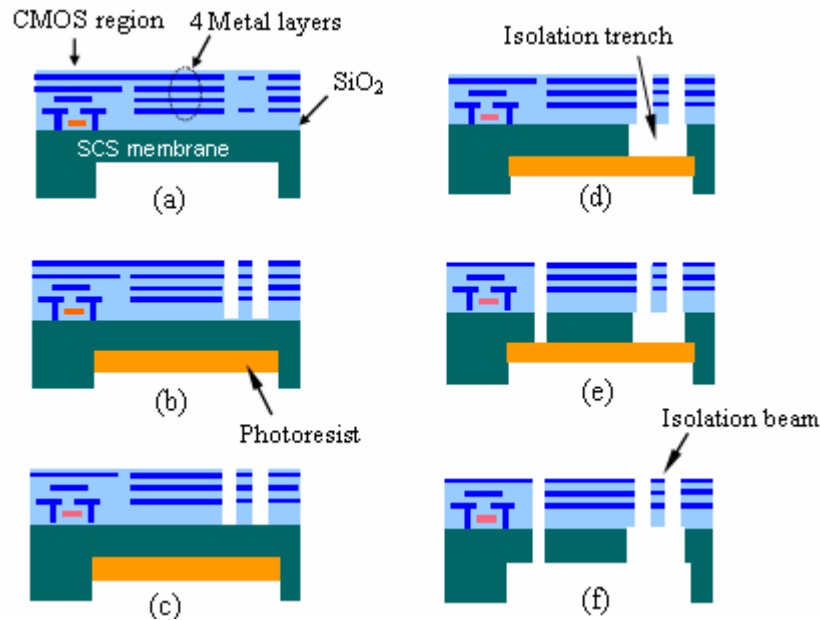 CMOS region
4 Metal layers
SiO₂
SCS membrane
(a)
(b)
Photoresist
(c)
Isolation trench
(d)
(e)
Isolation beam
(f)